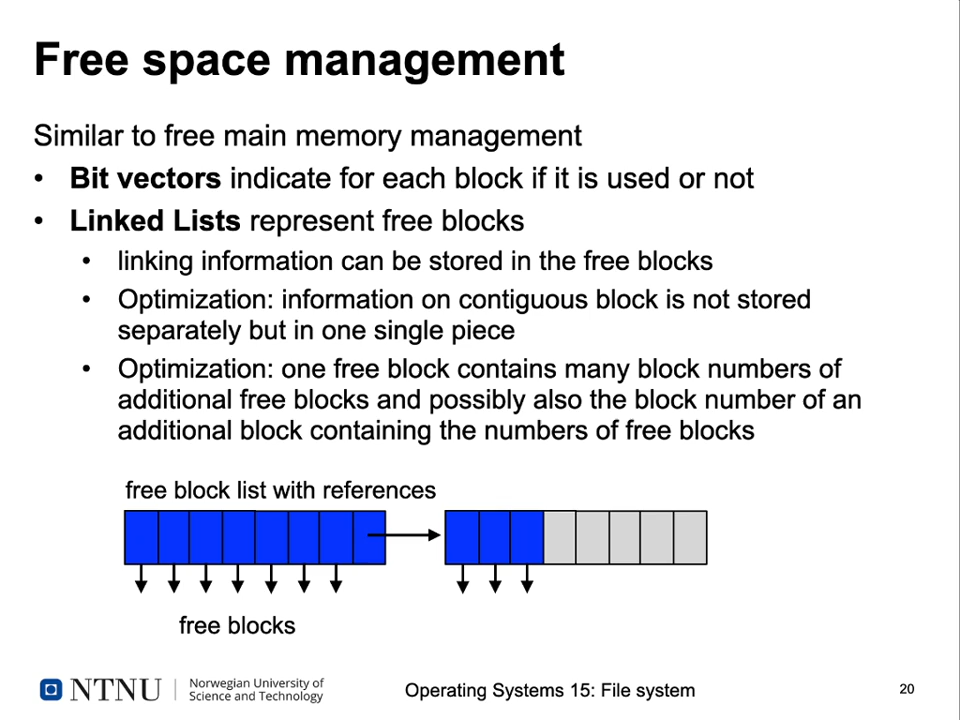 Free space management
Similar to free main memory management
• Bit vectors indicate for each block if it is used or not
• Linked Lists represent free blocks
• linking information can be stored in the free blocks
• Optimization: information on contiguous block is not stored
separately but in one single piece
• Optimization: one free block contains many block numbers of
additional free blocks and possibly also the block number of an
additional block containing the numbers of free blocks
free block list with references
free blocks
NTNU
Norwegian University of
Science and Technology
Operating Systems 15: File system
20